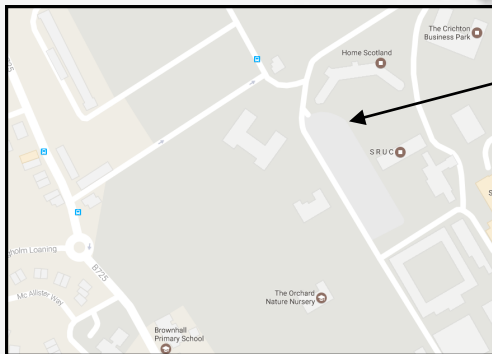 The Crichton
Business Park
Home Scotland
SRUC
S
The Orchard
Nature Nursery
Brownhall
Primary School
B725
Mc Allister Way
gholm Loaning